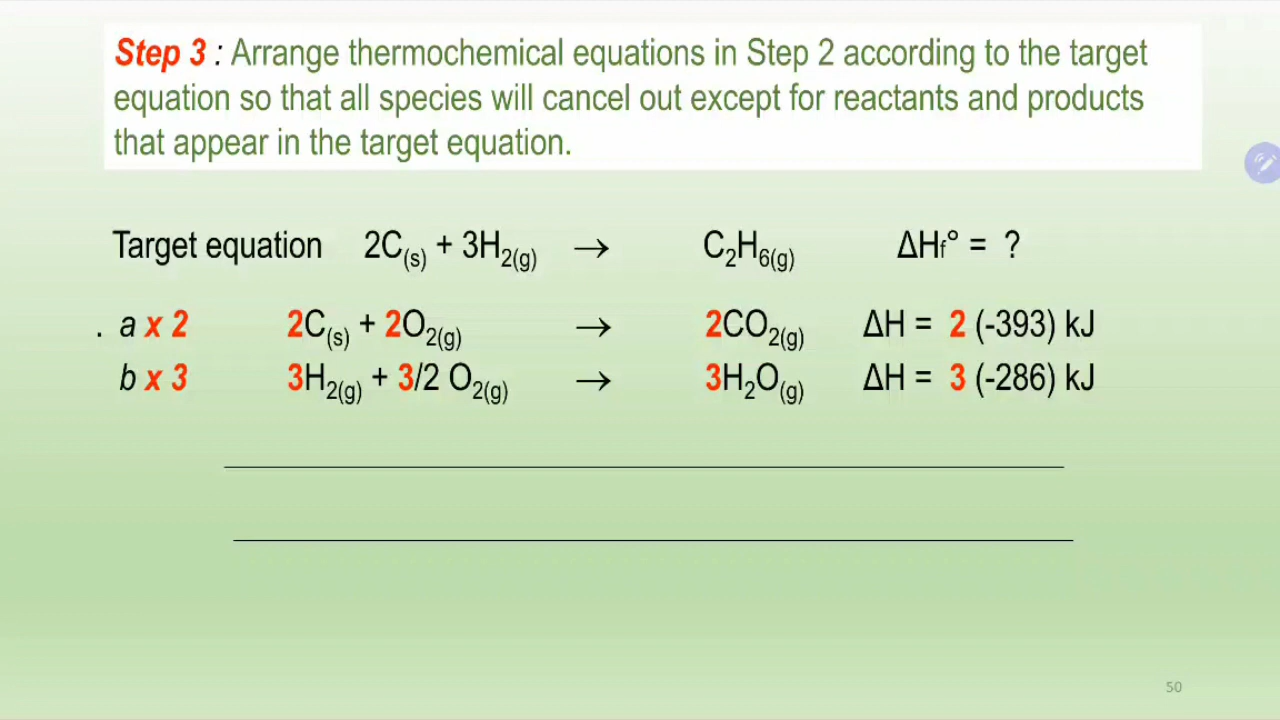 Step 3 : Arrange thermochemical equations in Step 2 according to the target
equation so that all species will cancel out except for reactants and products
that appear in the target equation.
Target equation 2C(s) + 3H2(g) → C2H6(g) ΔHf° = ?
. a x 2 2C(s) + 2O2(g) → 2CO2(g) ΔH = 2 (-393) kJ
b x 3 3H2(g) + 3/2 O2(g) → 3H2O(g) ΔH = 3 (-286) kJ
50